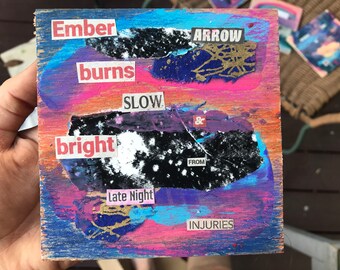 Ember
ARROW
burns
SLOW
&
bright
FROM
Late Night
INJURIES